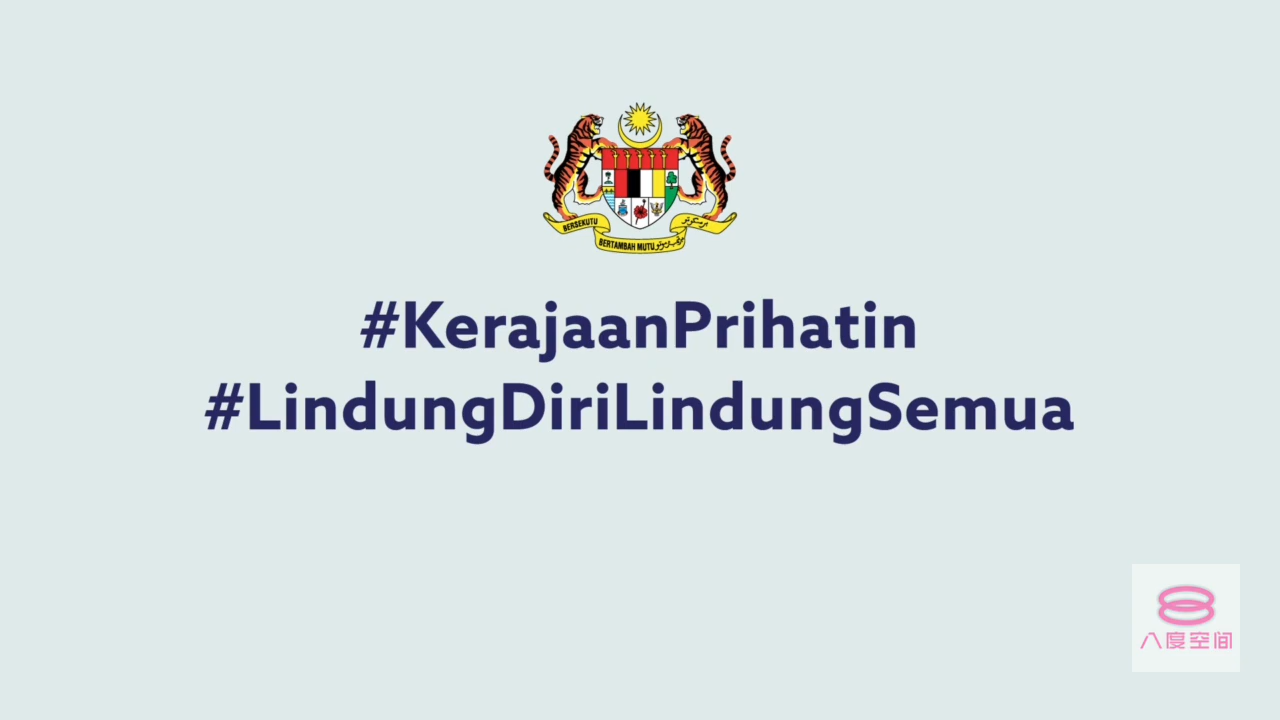 BERSEKUTU
BERTAMBAH MUTU
#KerajaanPrihatin
#LindungDiriLindungSemua
八度空间